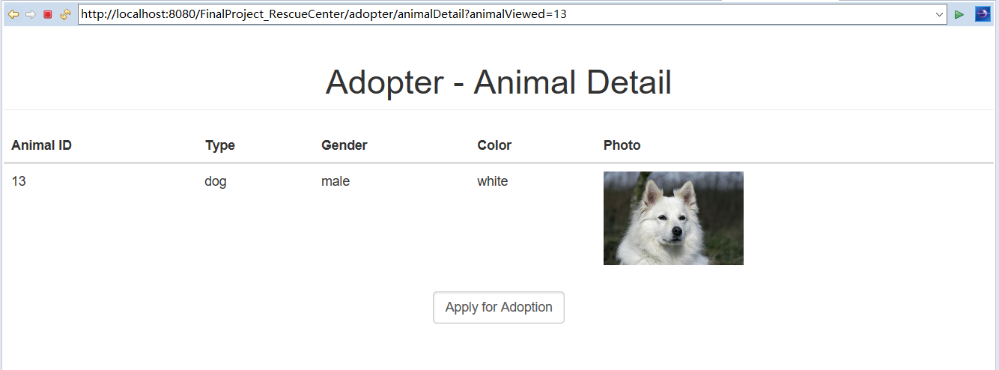 http://localhost:8080/FinalProject_RescueCenter/adopter/animalDetail?animalViewed=13
Adopter - Animal Detail
Animal ID Type Gender Color Photo
13 dog male white
Apply for Adoption